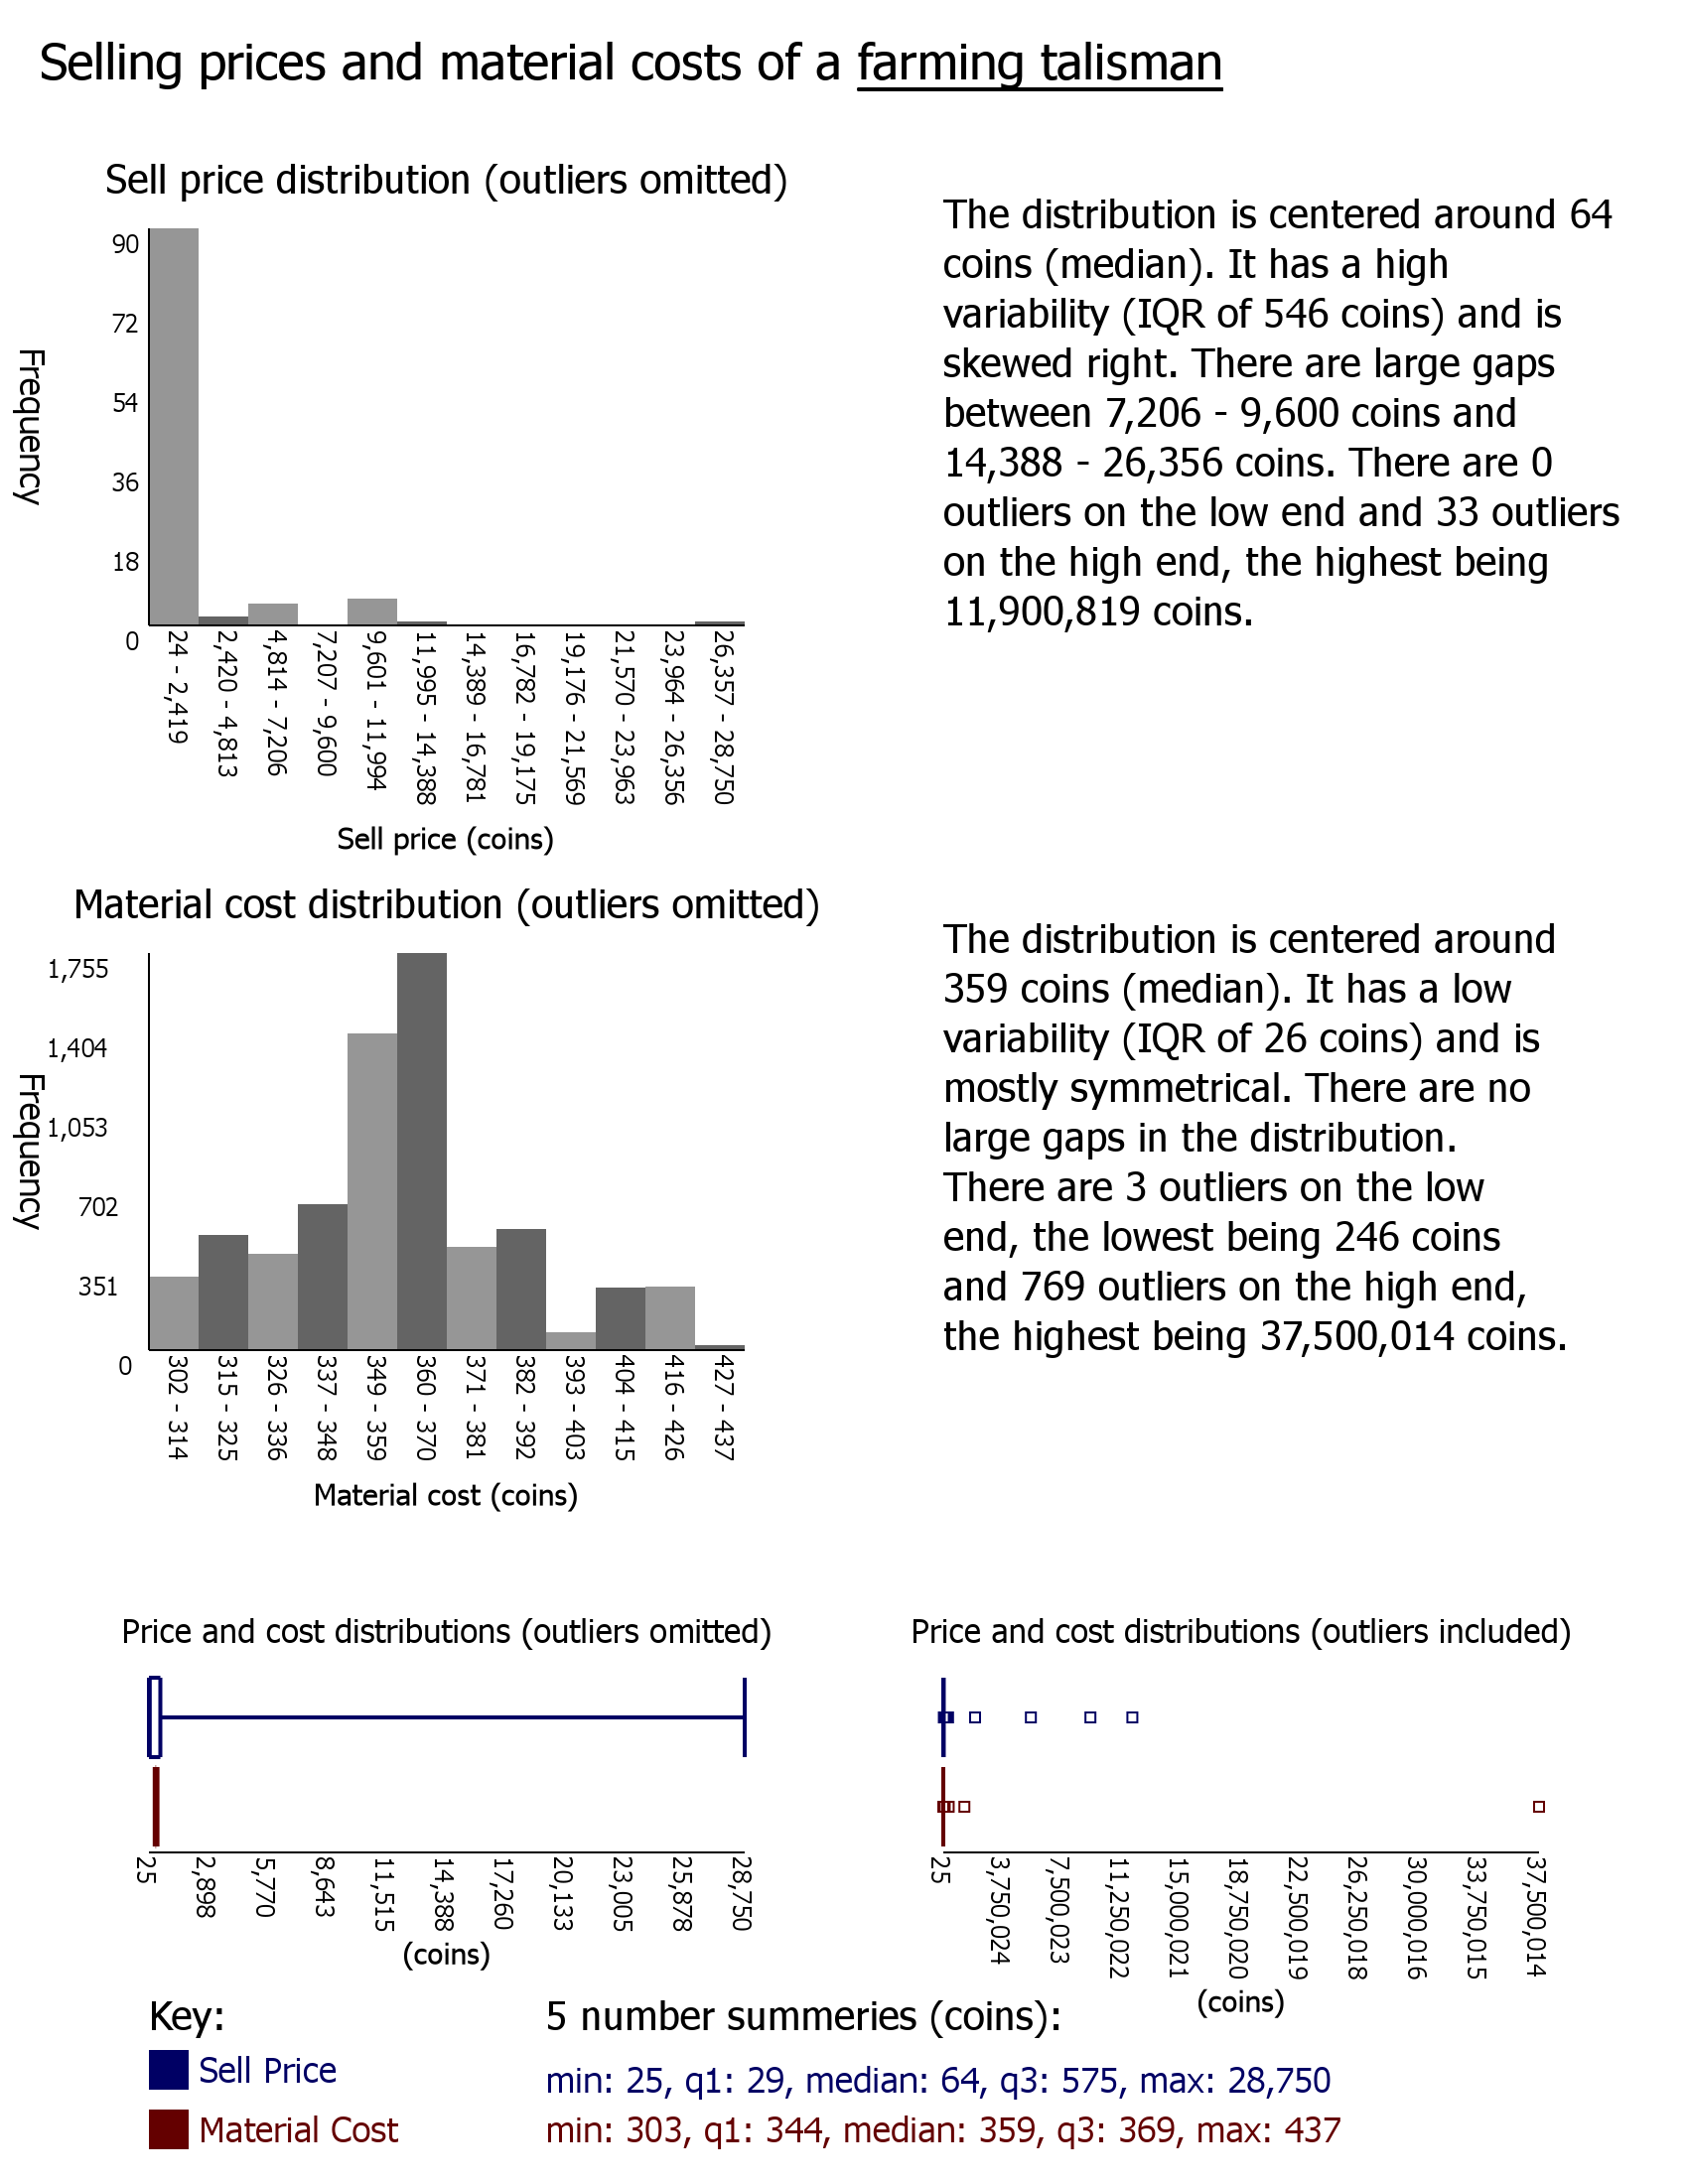 Selling prices and material costs of a farming talisman
Sell price distribution (outliers omitted)
90
72
54
36
18
0
Frequency
24 - 2,419
2,420 - 4,813
4,814 - 7,206
7,207 - 9,600
9,601 - 11,994
11,995 - 14,388
14,389 - 16,781
16,782 - 19,175
19,176 - 21,569
21,570 - 23,963
23,964 - 26,356
26,357 - 28,750
Sell price (coins)
The distribution is centered around 64
coins (median). It has a high
variability (IQR of 546 coins) and is
skewed right. There are large gaps
between 7,206 - 9,600 coins and
14,388 - 26,356 coins. There are 0
outliers on the low end and 33 outliers
on the high end, the highest being
11,900,819 coins.
Material cost distribution (outliers omitted)
1,755
1,404
1,053
702
351
0
Frequency
302 - 314
315 - 325
326 - 336
337 - 348
349 - 359
360 - 370
371 - 381
382 - 392
393 - 403
404 - 415
416 - 426
427 - 437
Material cost (coins)
The distribution is centered around
359 coins (median). It has a low
variability (IQR of 26 coins) and is
mostly symmetrical. There are no
large gaps in the distribution.
There are 3 outliers on the low
end, the lowest being 246 coins
and 769 outliers on the high end,
the highest being 37,500,014 coins.
Price and cost distributions (outliers omitted)
25
2,898
5,770
8,643
11,515
14,388
17,260
20,133
23,005
25,878
28,750
(coins)
Price and cost distributions (outliers included)
25
3,750,024
7,500,023
11,250,022
15,000,021
18,750,020
22,500,019
26,250,018
30,000,016
33,750,015
37,500,014
(coins)
Key:
Sell Price
Material Cost
5 number summeries (coins):
min: 25, q1: 29, median: 64, q3: 575, max: 28,750
min: 303, q1: 344, median: 359, q3: 369, max: 437